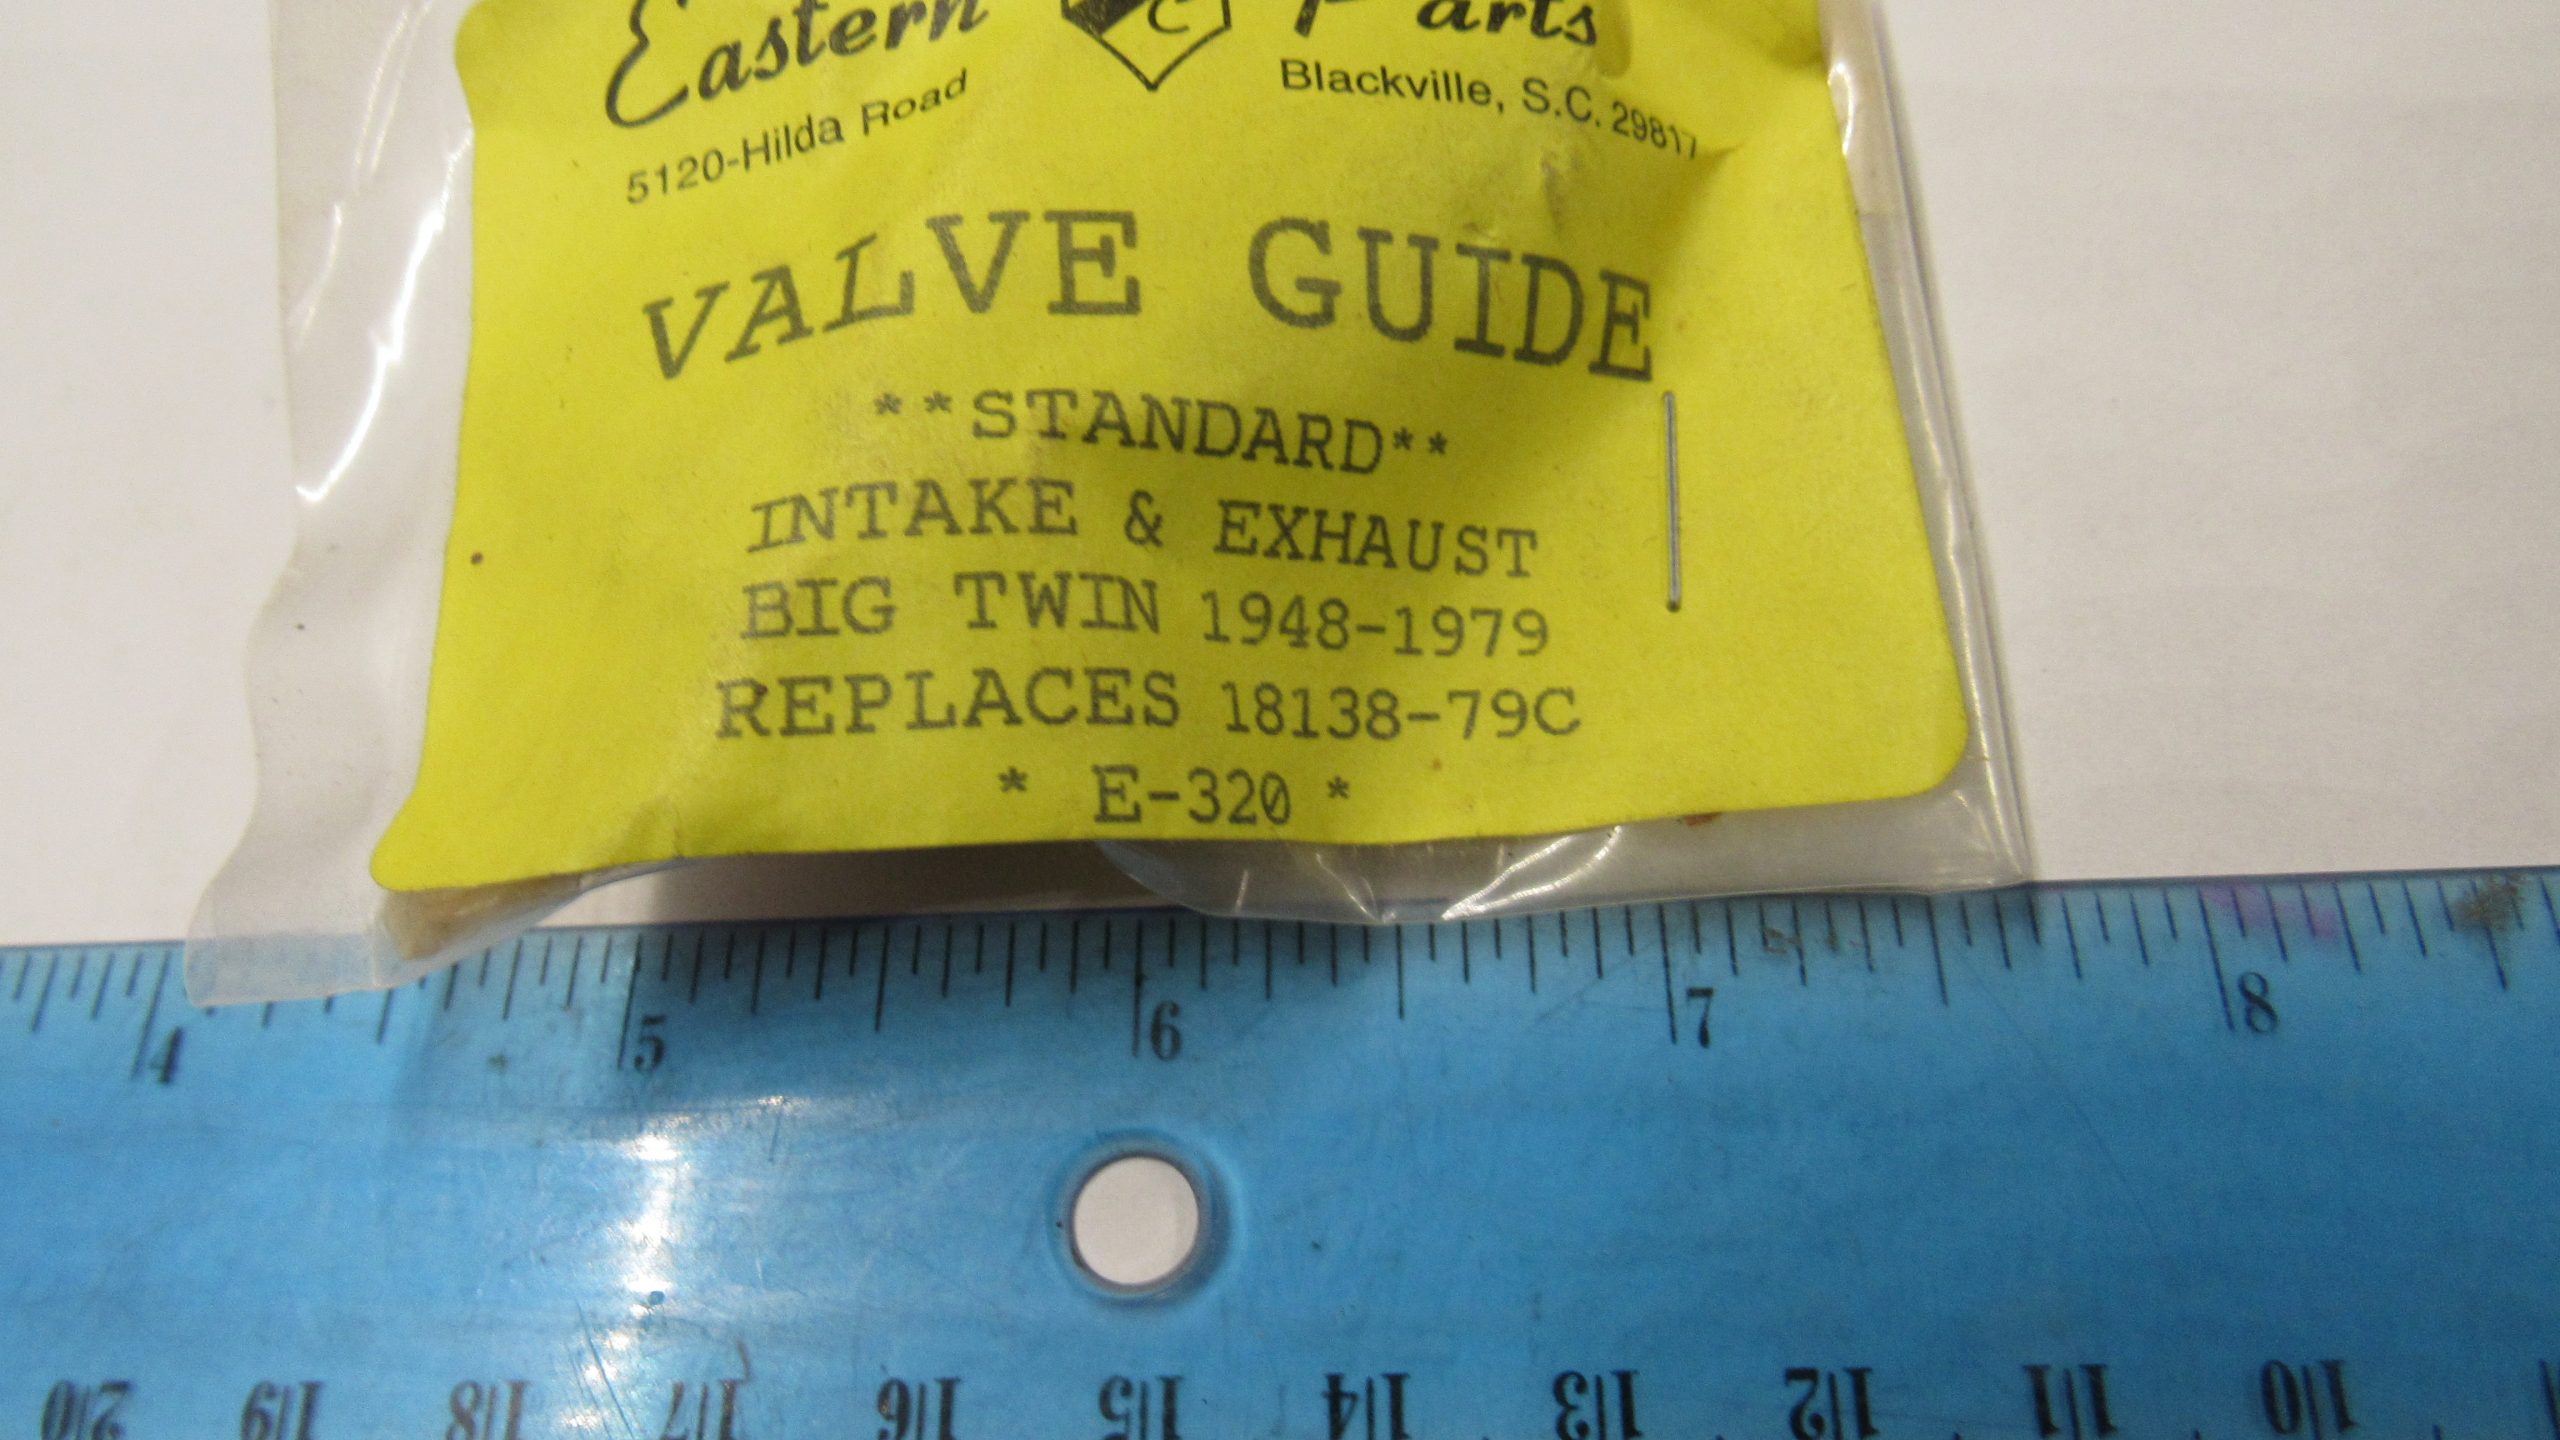 Eastern C Parts
5120-Hilda Road Blackville, S.C. 29817
VALVE GUIDE
**STANDARD**
INTAKE & EXHAUST
BIG TWIN 1948-1979
REPLACES 18138-79C
* E-320 *
4 5 6 7 8
20 19 18 17 16 15 14 13 12 11 10